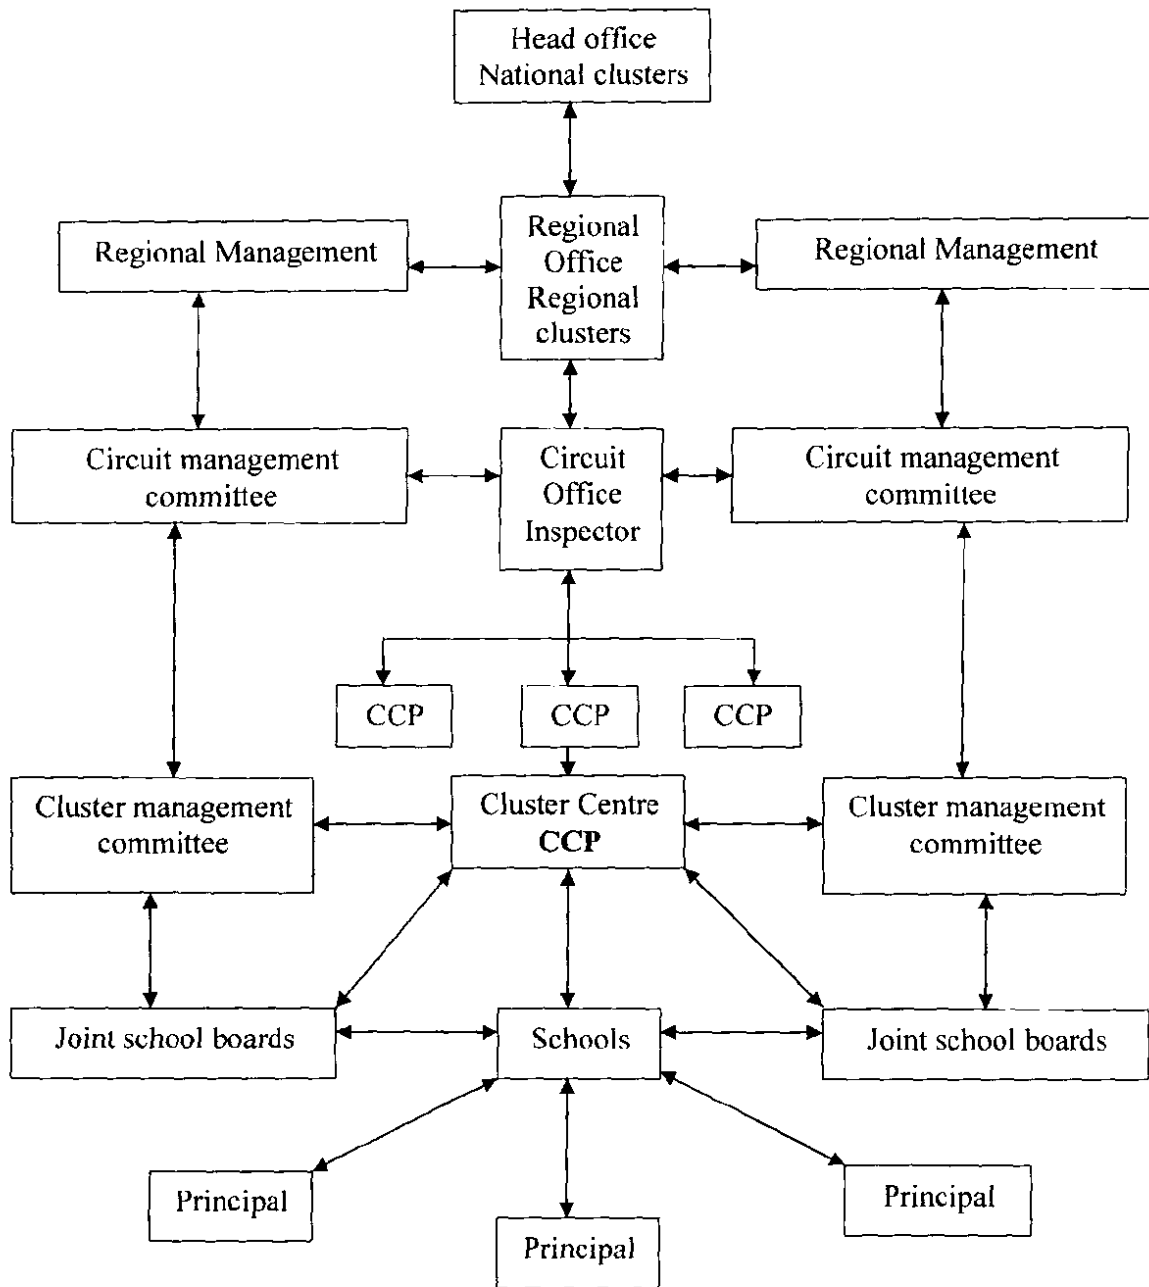 Head office
National clusters
Regional Management
Regional
Office
Regional
clusters
Regional Management
Circuit management
committee
Circuit
Office
Inspector
Circuit management
committee
CCP
CCP
CCP
Cluster management
committee
Cluster Centre
CCP
Cluster management
committee
Joint school boards
Schools
Joint school boards
Principal
Principal
Principal